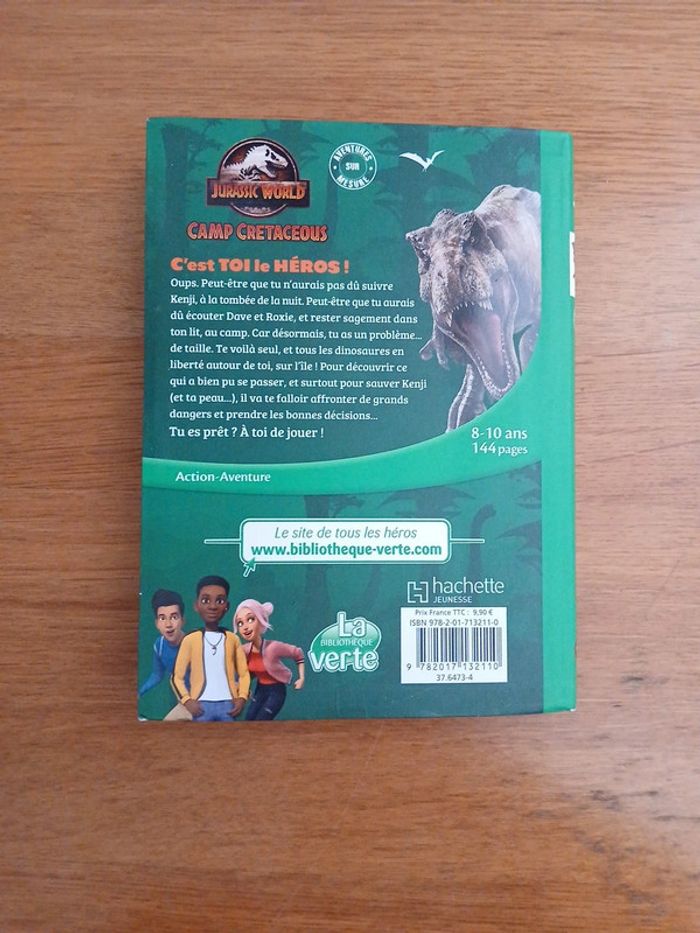 JURASSIC WORLD
CAMP CRETACEOUS
AVENTURES
SUR
MESURE
C'est TOI le HÉROS !
Oups. Peut-être que tu n'aurais pas dû suivre
Kenji, à la tombée de la nuit. Peut-être que tu aurais
dû écouter Dave et Roxie, et rester sagement dans
ton lit, au camp. Car désormais, tu as un problème...
de taille. Te voilà seul, et tous les dinosaures en
liberté autour de toi, sur l'île ! Pour découvrir ce
qui a bien pu se passer, et surtout pour sauver Kenji
(et ta peau...), il va te falloir affronter de grands
dangers et prendre les bonnes décisions...
Tu es prêt ? À toi de jouer !
8-10 ans
144 pages
Action-Aventure
Le site de tous les héros
www.bibliotheque-verte.com
hachette
JEUNESSE
Prix France TTC : 9,90 €
ISBN 978-2-01-713211-0
9 782017 132110
37.6473-4
La
BIBLIOTHÈQUE
verte